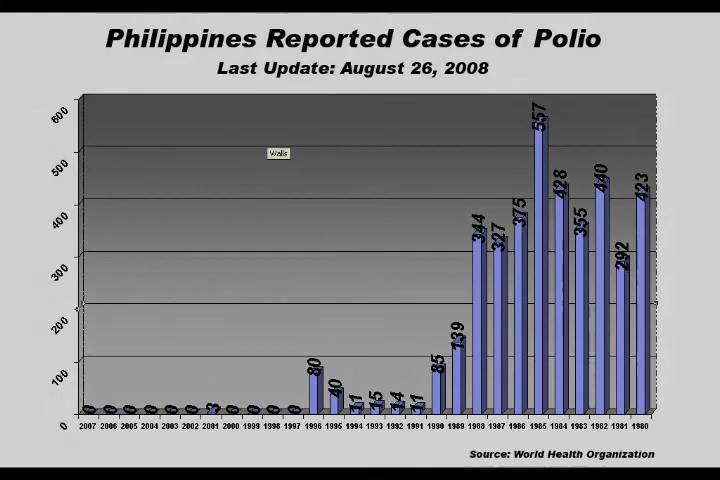 Philippines Reported Cases of Polio
Last Update: August 26, 2008
600
500
400
300
200
100
0
Walls
0 0 0 0 0 0 3 0 0 0 0 80 40 11 15 14 11 85 139 344 327 375 557 428 355 440 292 423
2007 2006 2005 2004 2003 2002 2001 2000 1999 1998 1997 1996 1995 1994 1993 1992 1991 1990 1989 1988 1987 1986 1985 1984 1983 1982 1981 1980
Source: World Health Organization